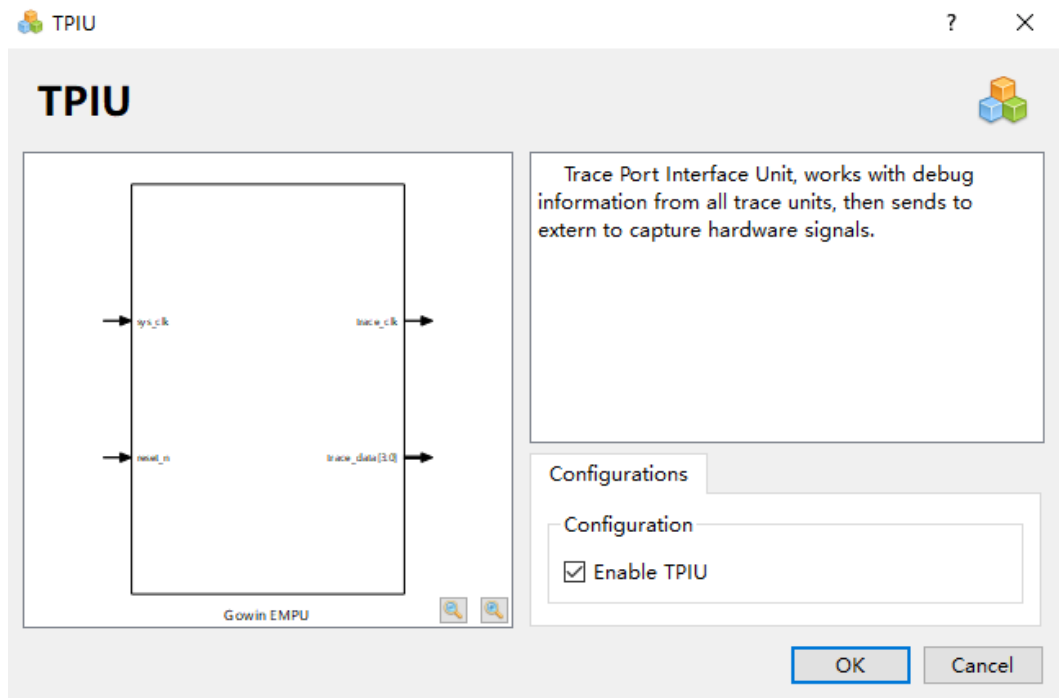 TPIU
?
TPIU
Trace Port Interface Unit, works with debug
information from all trace units, then sends to
extern to capture hardware signals.
sys_clk
trace_clk
reset_n
trace_data[3:0]
Gowin EMPU
Configurations
Configuration
Enable TPIU
OK
Cancel